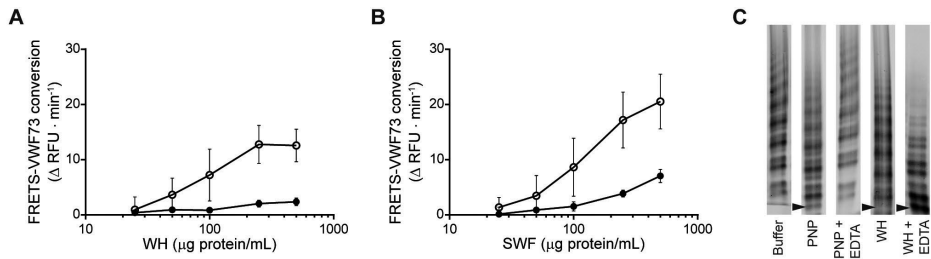 A
FRETS-VWF73 conversion
(Δ RFU · min⁻¹)
30
20
10
0
10
100
1000
WH (µg protein/mL)
B
FRETS-VWF73 conversion
(Δ RFU · min⁻¹)
30
20
10
0
10
100
1000
SWF (µg protein/mL)
C
Buffer
PNP
PNP +
EDTA
WH
WH +
EDTA